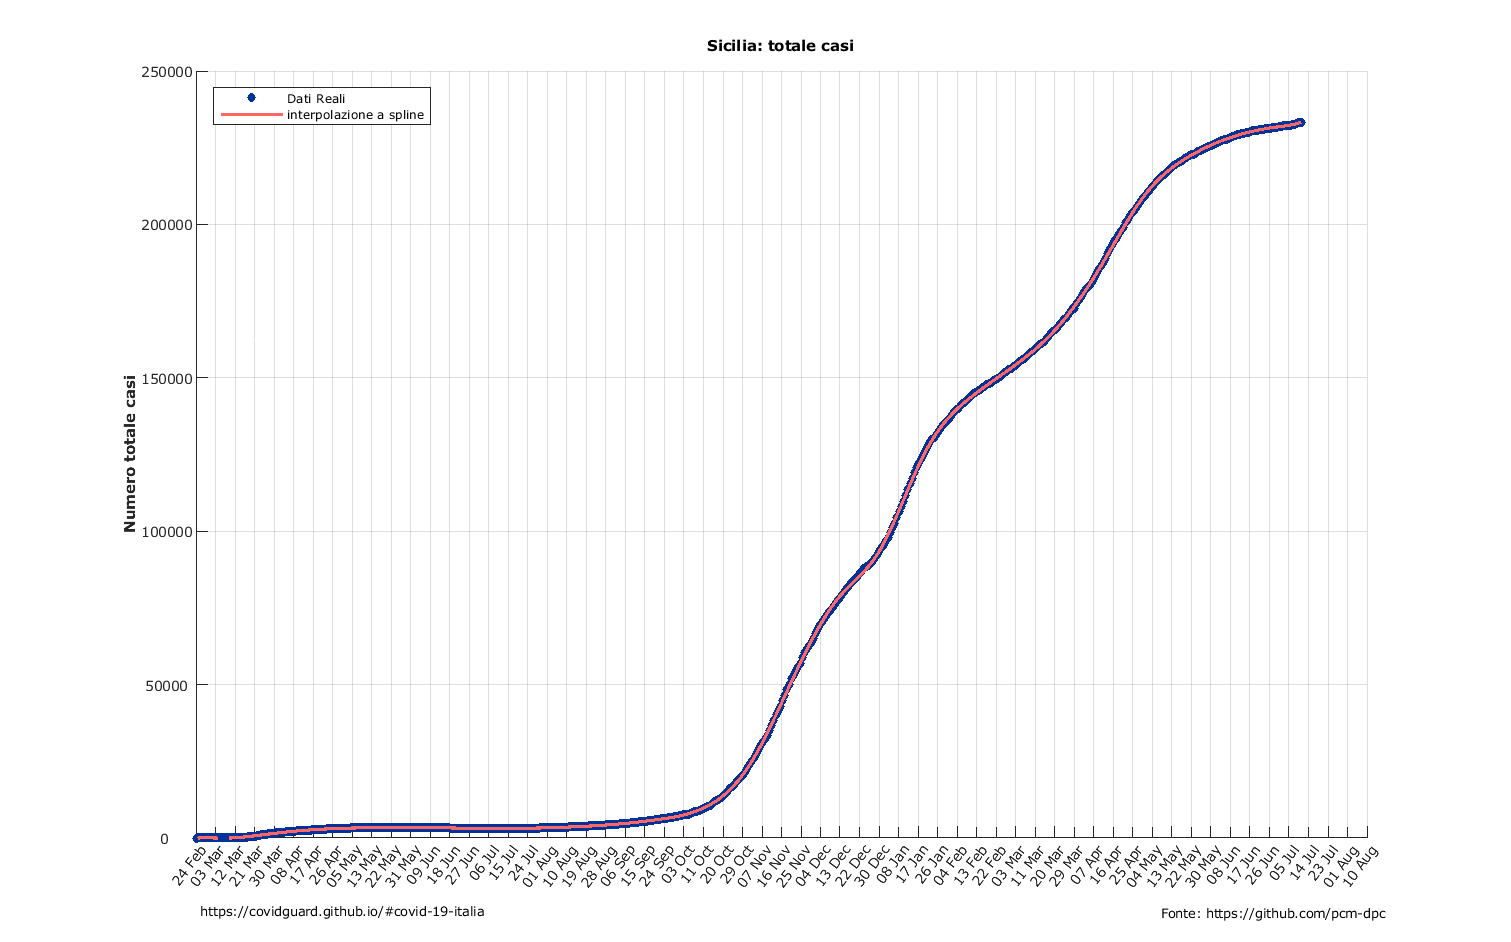 Sicilia: totale casi
250000
200000
150000
100000
50000
0
Numero totale casi
Dati Reali
interpolazione a spline
24 Feb
03 Mar
12 Mar
21 Mar
30 Mar
08 Apr
17 Apr
26 Apr
05 May
13 May
22 May
31 May
09 Jun
18 Jun
27 Jun
06 Jul
15 Jul
24 Jul
01 Aug
10 Aug
19 Aug
28 Aug
06 Sep
15 Sep
24 Sep
03 Oct
11 Oct
20 Oct
29 Oct
07 Nov
16 Nov
25 Nov
04 Dec
13 Dec
22 Dec
30 Dec
08 Jan
17 Jan
26 Jan
04 Feb
13 Feb
22 Feb
03 Mar
11 Mar
20 Mar
29 Mar
07 Apr
16 Apr
25 Apr
04 May
13 May
22 May
30 May
08 Jun
17 Jun
26 Jun
05 Jul
14 Jul
23 Jul
01 Aug
10 Aug
https://covidguard.github.io/#covid-19-italia
Fonte: https://github.com/pcm-dpc